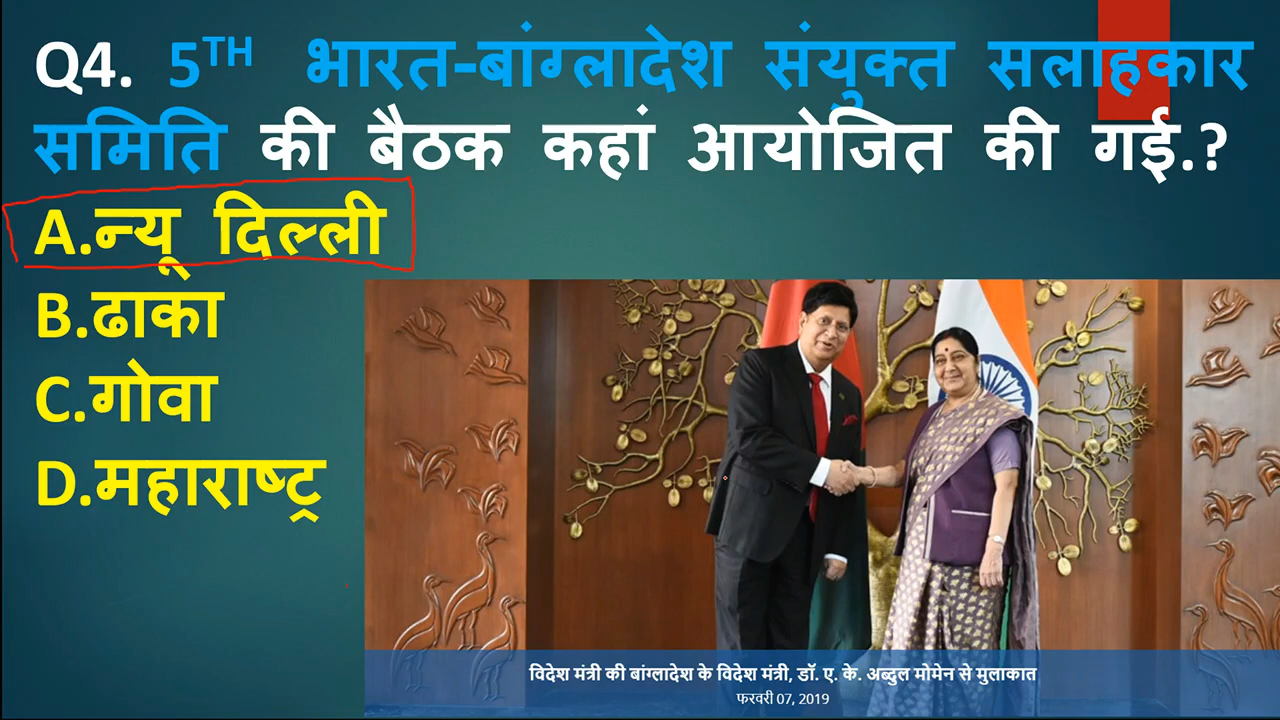 Q4. 5TH भारत-बांग्लादेश संयुक्त सलाहकार
समिति की बैठक कहां आयोजित की गई.?
A.न्यू दिल्ली
B.ढाका
C.गोवा
D.महाराष्ट्र
विदेश मंत्री की बांग्लादेश के विदेश मंत्री, डॉ. ए. के. अब्दुल मोमेन से मुलाकात
फरवरी 07, 2019